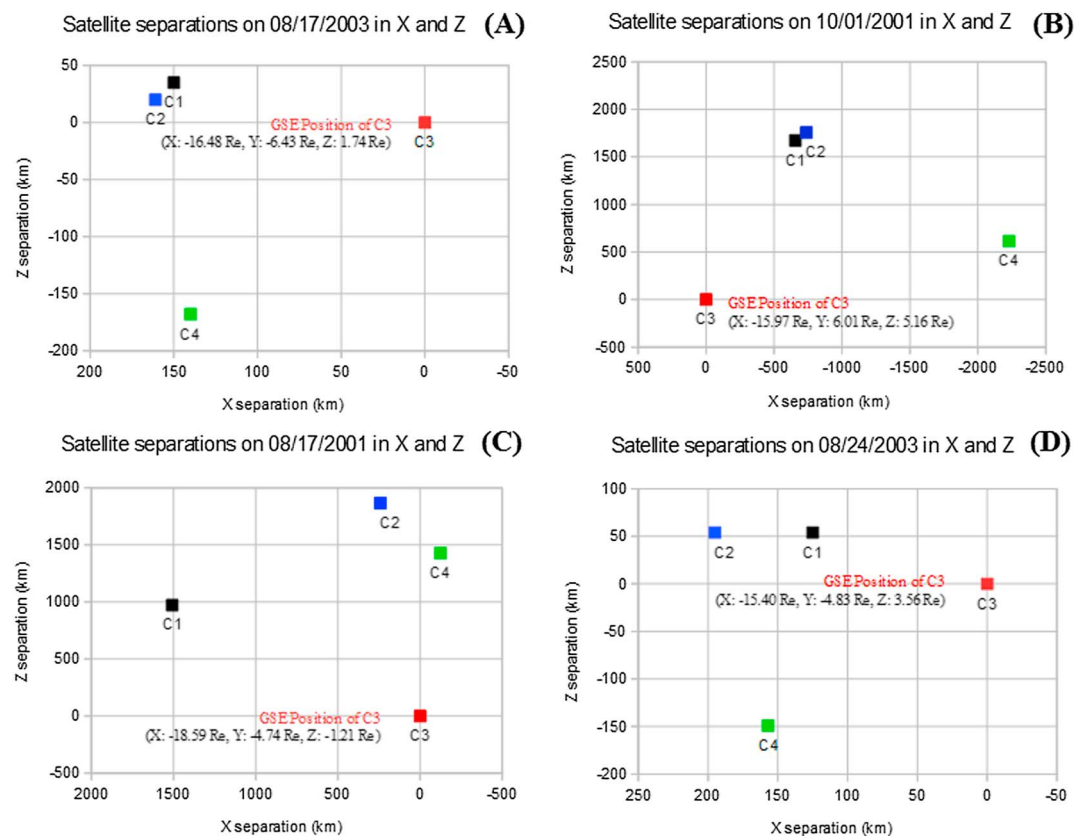 Satellite separations on 08/17/2003 in X and Z (A)
50
0
-50
-100
-150
-200
Z separation (km)
C1
C2
GSE Position of C3
(X: -16.48 Re, Y: -6.43 Re, Z: 1.74 Re)
C3
C4
200 150 100 50 0 -50
X separation (km)
Satellite separations on 10/01/2001 in X and Z (B)
2500
2000
1500
1000
500
0
-500
Z separation (km)
C1
C2
C4
GSE Position of C3
C3
(X: -15.97 Re, Y: 6.01 Re, Z: 5.16 Re)
500 0 -500 -1000 -1500 -2000 -2500
X separation (km)
Satellite separations on 08/17/2001 in X and Z (C)
2000
1500
1000
500
0
-500
Z separation (km)
C2
C4
C1
GSE Position of C3
(X: -18.59 Re, Y: -4.74 Re, Z: -1.21 Re)
C3
2000 1500 1000 500 0 -500
X separation (km)
Satellite separations on 08/24/2003 in X and Z (D)
100
50
0
-50
-100
-150
-200
Z separation (km)
C2
C1
GSE Position of C3
(X: -15.40 Re, Y: -4.83 Re, Z: 3.56 Re)
C3
C4
250 200 150 100 50 0 -50
X separation (km)